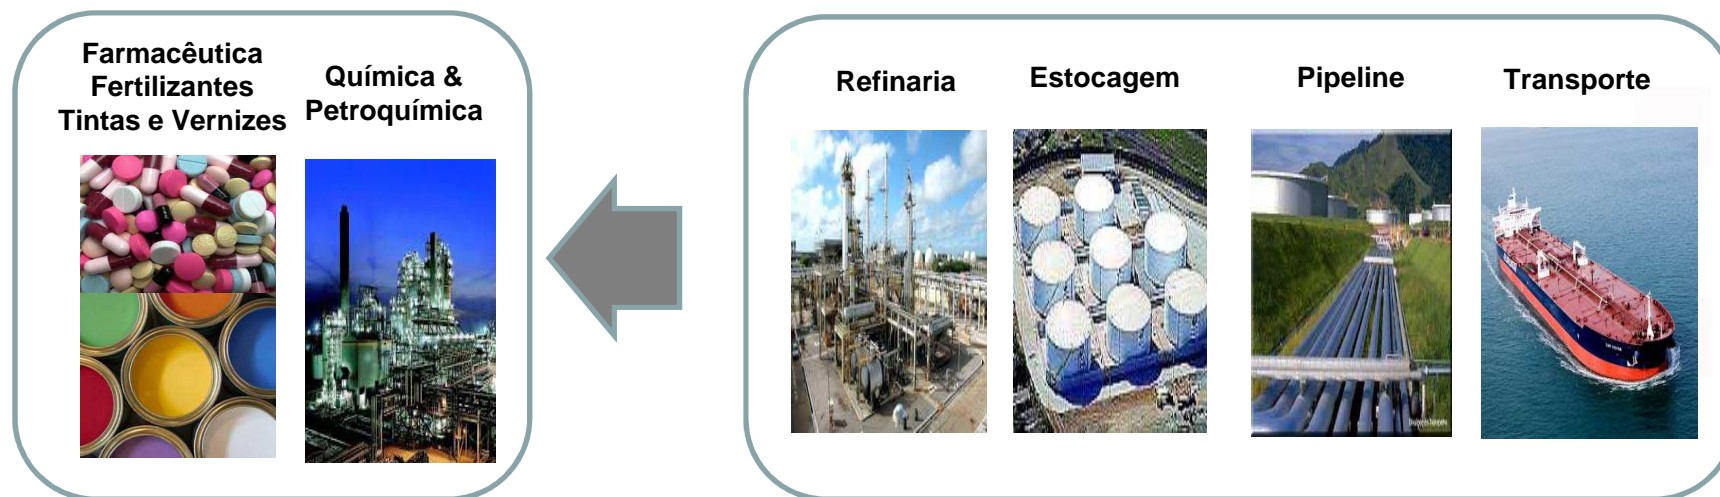 Farmacêutica
Fertilizantes
Tintas e Vernizes
Química &
Petroquímica
Refinaria
Estocagem
Pipeline
Transporte